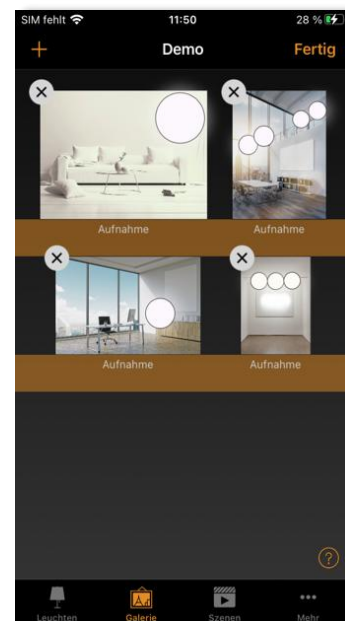 SIM fehlt 11:50 28 %
+ Demo Fertig
Aufnahme Aufnahme
Aufnahme Aufnahme
?
Leuchten Galerie Szenen Mehr